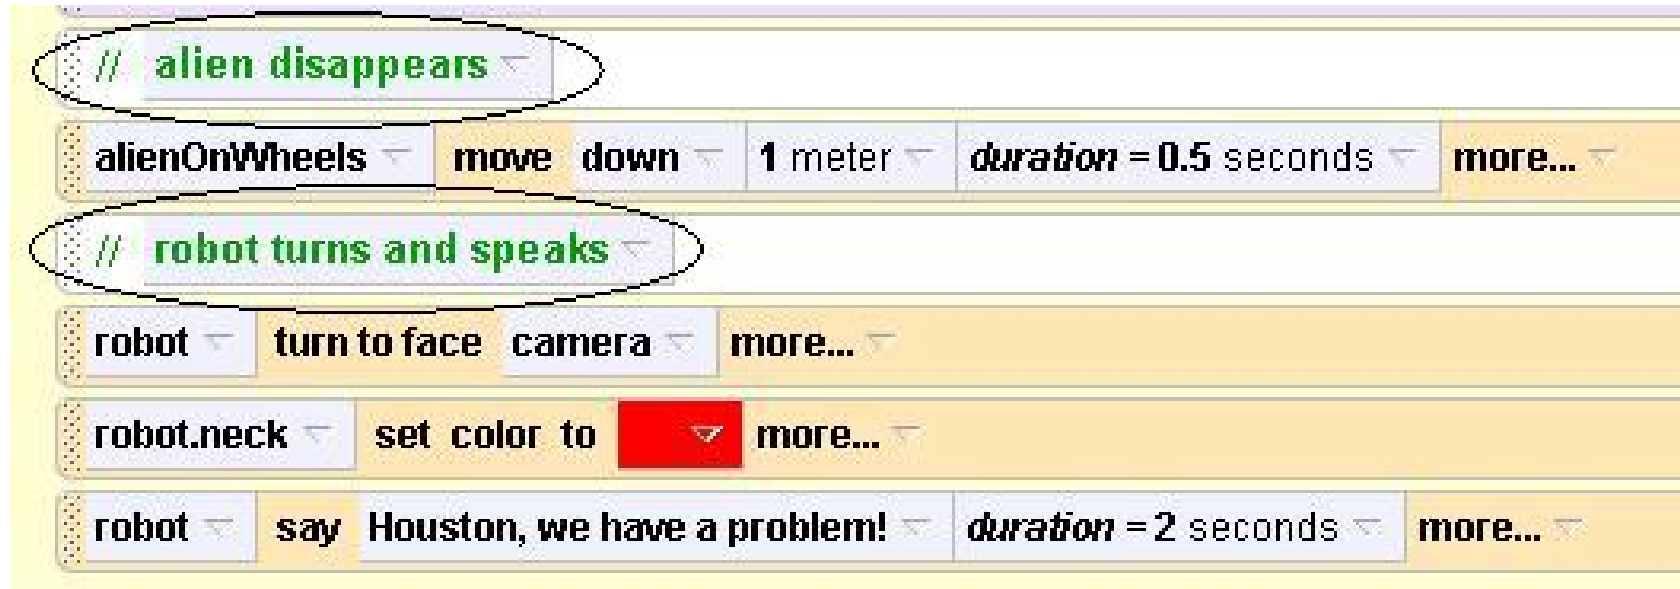 // alien disappears
alienOnWheels move down 1 meter duration = 0.5 seconds more...
// robot turns and speaks
robot turn to face camera more...
robot.neck set color to more...
robot say Houston, we have a problem! duration = 2 seconds more...